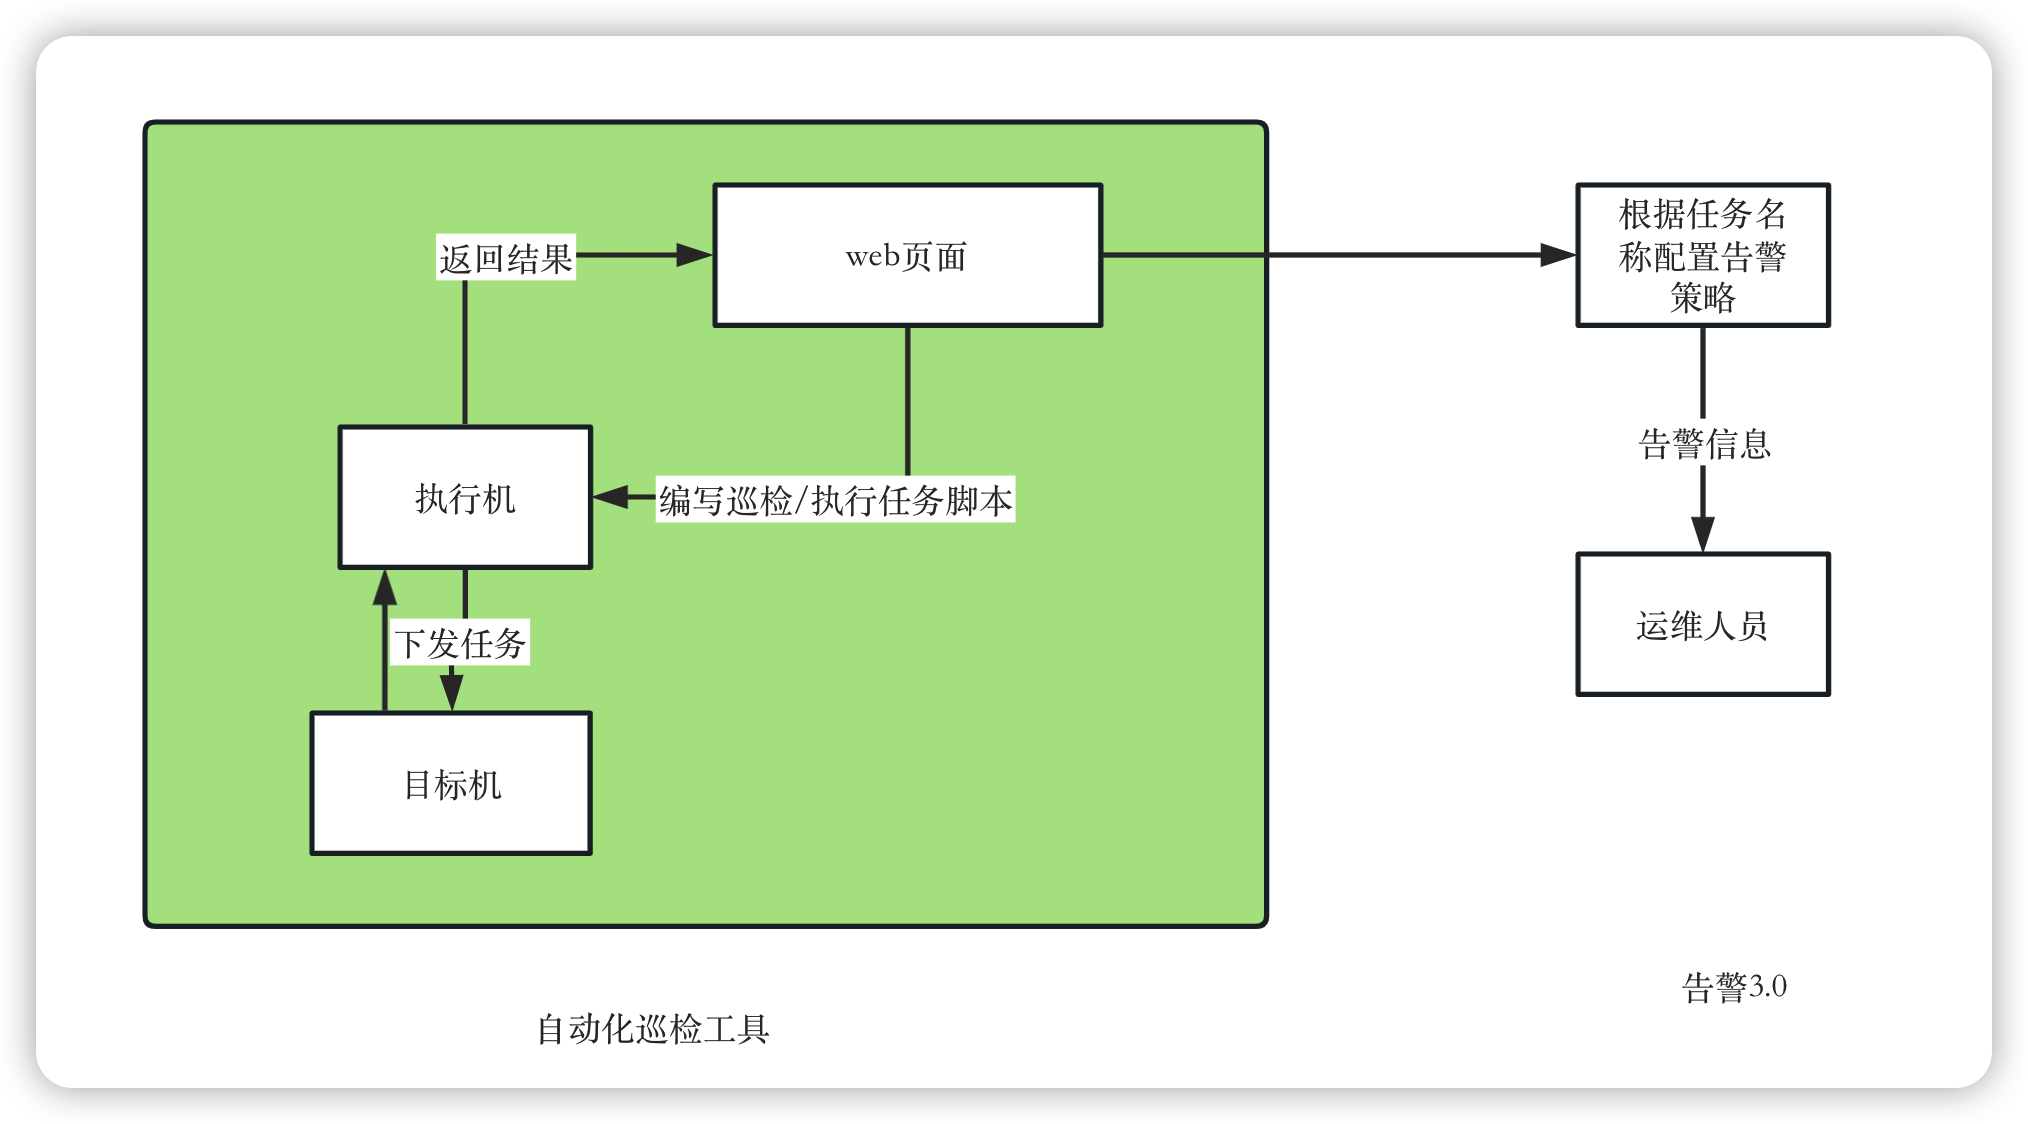 根据任务名
称配置告警
策略
返回结果
web页面
告警信息
执行机
编写巡检/执行任务脚本
运维人员
下发任务
目标机
告警3.0
自动化巡检工具